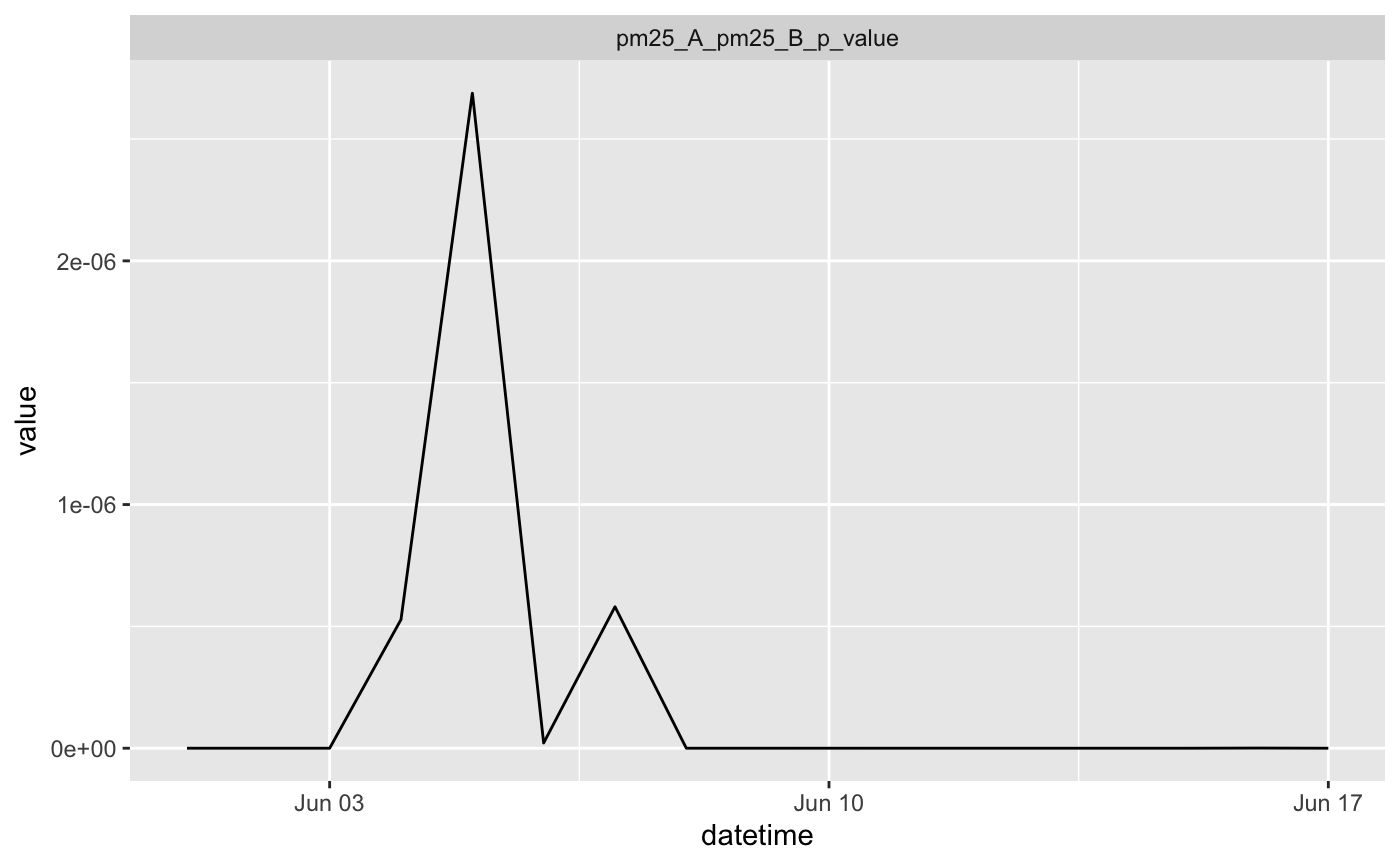 pm25_A_pm25_B_p_value
value
2e-06
1e-06
0e+00
Jun 03
Jun 10
Jun 17
datetime